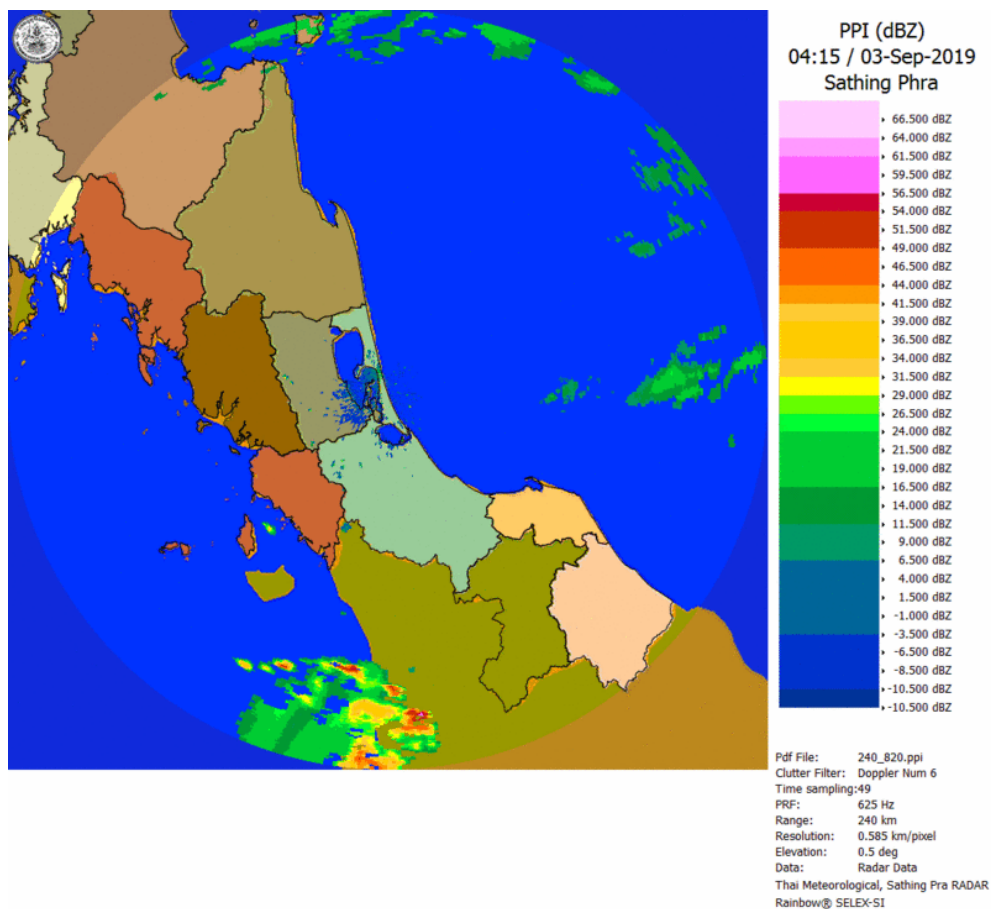 PPI (dBZ)
04:15 / 03-Sep-2019
Sathing Phra
66.500 dBZ
64.000 dBZ
61.500 dBZ
59.500 dBZ
56.500 dBZ
54.000 dBZ
51.500 dBZ
49.000 dBZ
46.500 dBZ
44.000 dBZ
41.500 dBZ
39.000 dBZ
36.500 dBZ
34.000 dBZ
31.500 dBZ
29.000 dBZ
26.500 dBZ
24.000 dBZ
21.500 dBZ
19.000 dBZ
16.500 dBZ
14.000 dBZ
11.500 dBZ
9.000 dBZ
6.500 dBZ
4.000 dBZ
1.500 dBZ
-1.000 dBZ
-3.500 dBZ
-6.500 dBZ
-8.500 dBZ
-10.500 dBZ
-10.500 dBZ
Pdf File: 240_820.ppi
Clutter Filter: Doppler Num 6
Time sampling:49
PRF: 625 Hz
Range: 240 km
Resolution: 0.585 km/pixel
Elevation: 0.5 deg
Data: Radar Data
Thai Meteorological, Sathing Pra RADAR
Rainbow® SELEX-SI